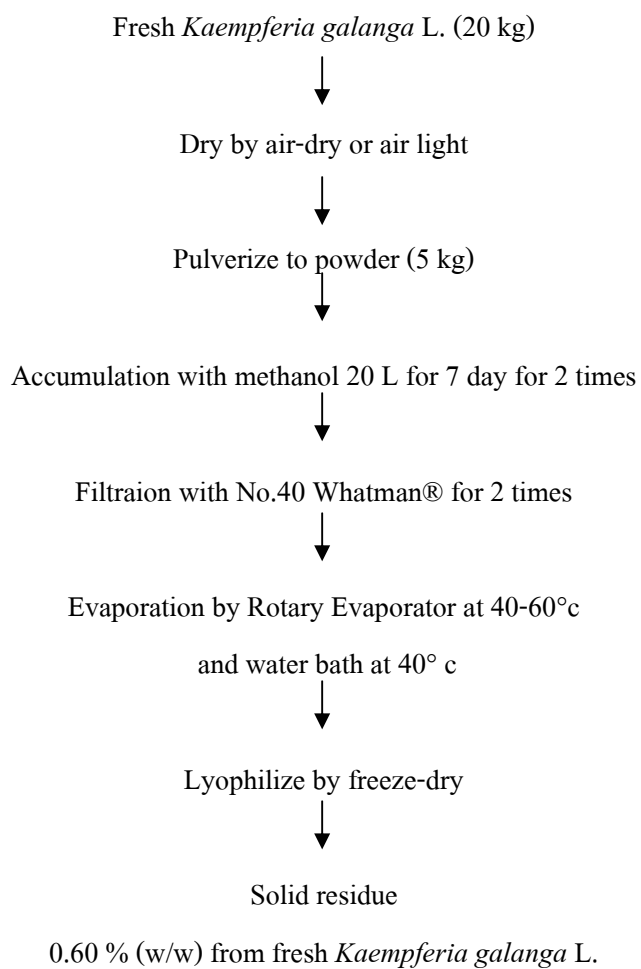 Fresh Kaempferia galanga L. (20 kg)
Dry by air-dry or air light
Pulverize to powder (5 kg)
Accumulation with methanol 20 L for 7 day for 2 times
Filtraion with No.40 Whatman® for 2 times
Evaporation by Rotary Evaporator at 40-60°c
and water bath at 40° c
Lyophilize by freeze-dry
Solid residue
0.60 % (w/w) from fresh Kaempferia galanga L.